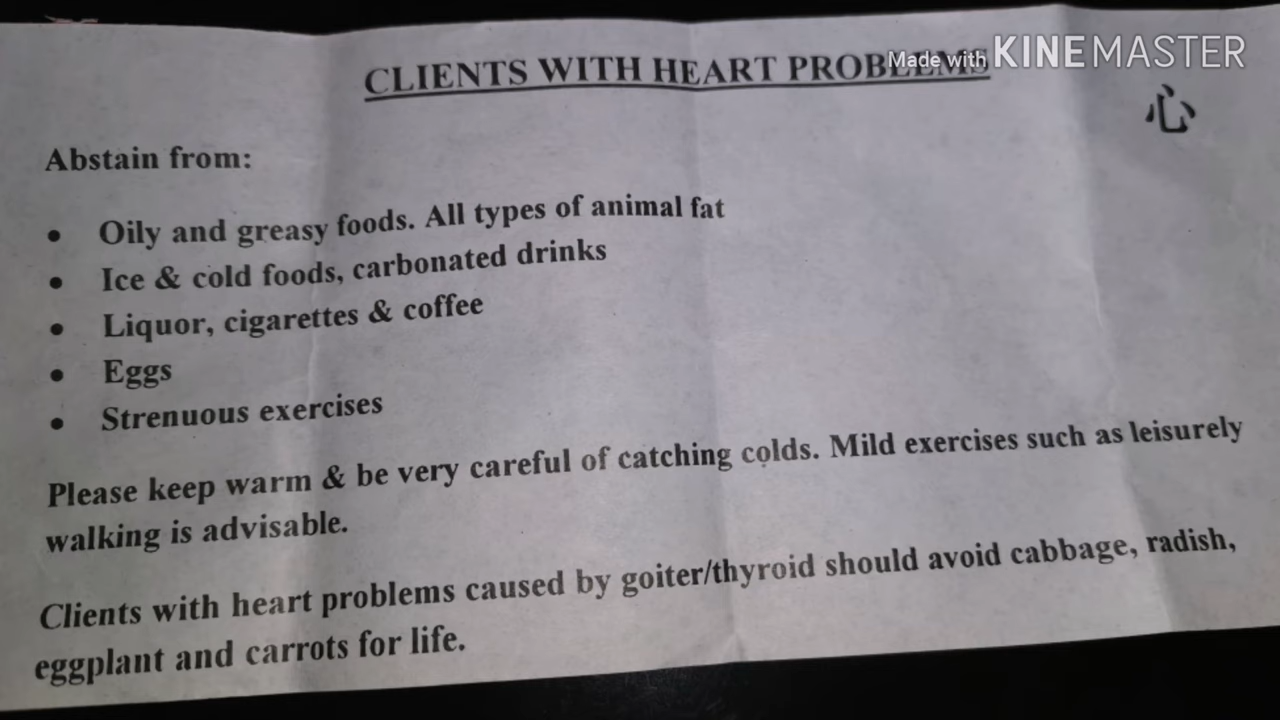 Made with KINEMASTER
CLIENTS WITH HEART PROBLEMS
心
Abstain from:
• Oily and greasy foods. All types of animal fat
• Ice & cold foods, carbonated drinks
• Liquor, cigarettes & coffee
• Eggs
• Strenuous exercises
Please keep warm & be very careful of catching colds. Mild exercises such as leisurely
walking is advisable.
Clients with heart problems caused by goiter/thyroid should avoid cabbage, radish,
eggplant and carrots for life.